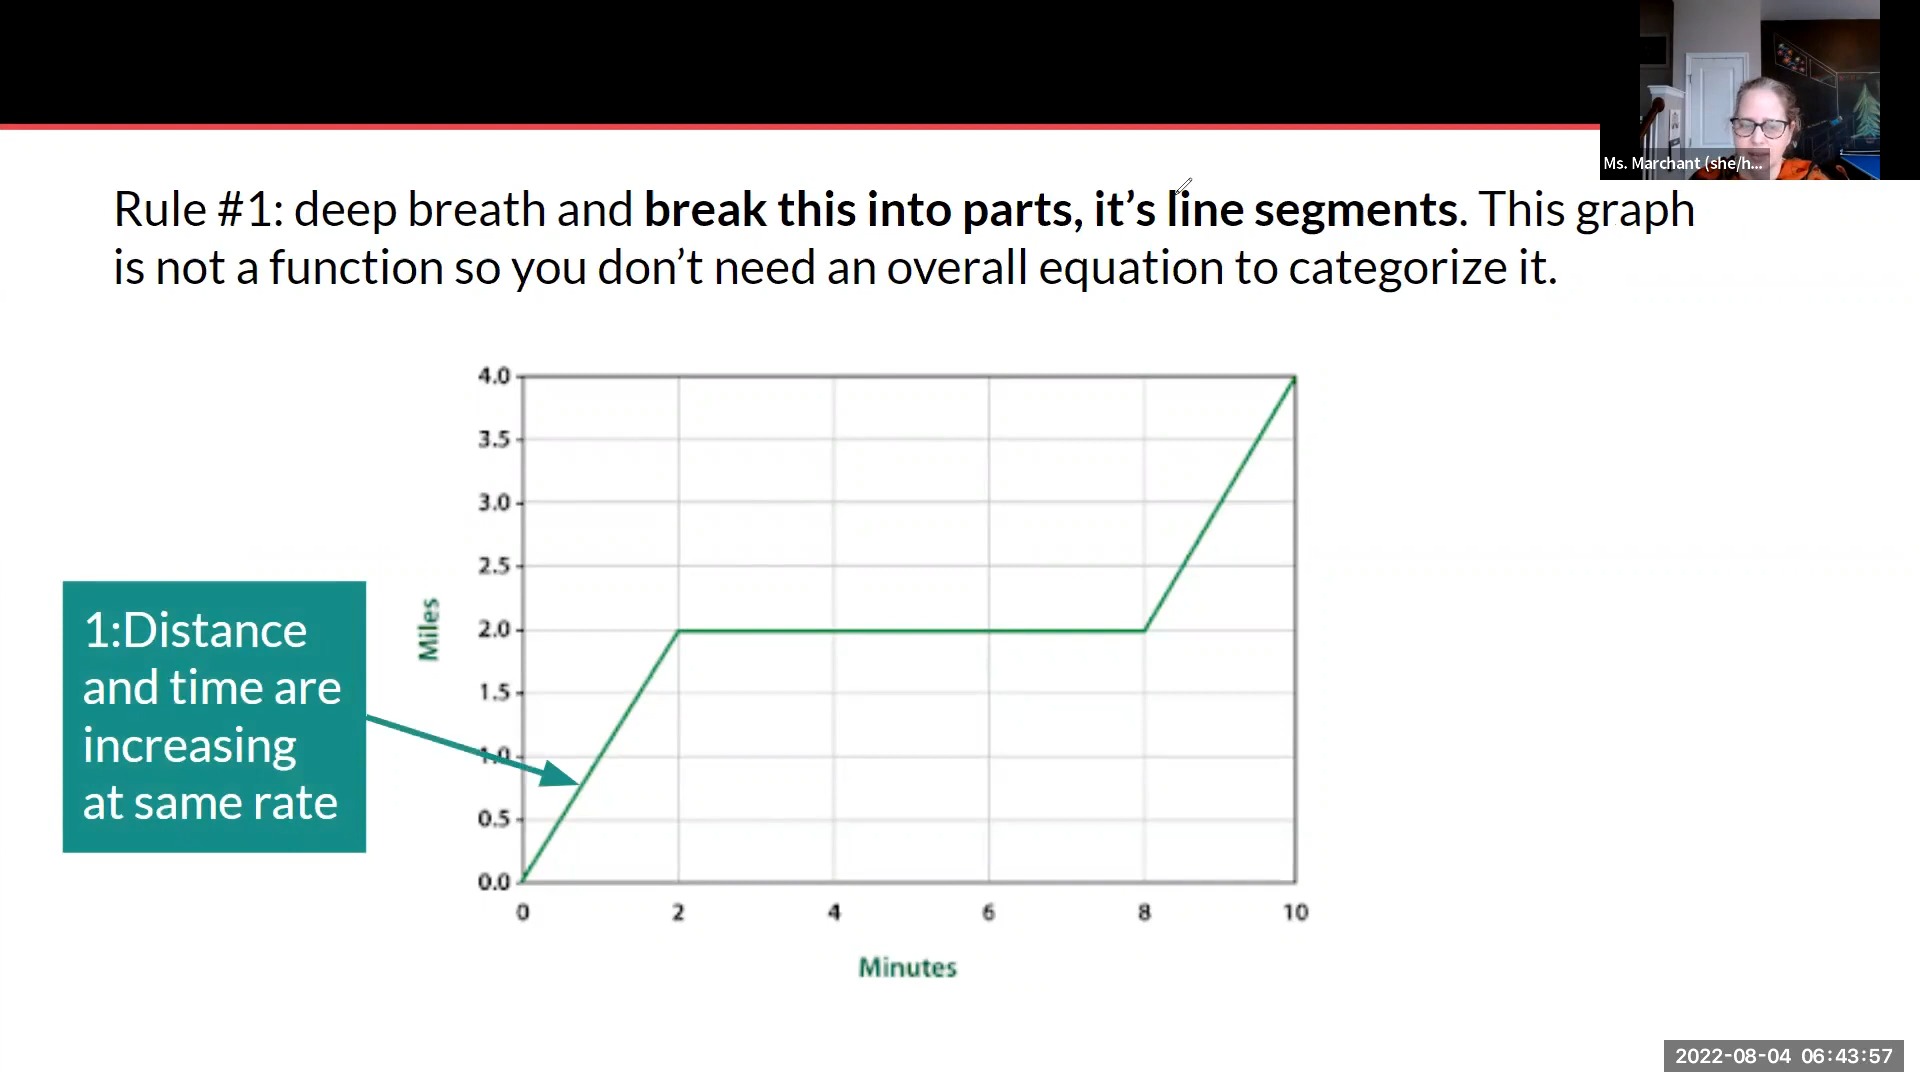 Ms. Marchant (she/h...
Rule #1: deep breath and break this into parts, it’s line segments. This graph
is not a function so you don’t need an overall equation to categorize it.
4.0
3.5
3.0
2.5
2.0
1.5
1.0
0.5
0.0
Miles
1:Distance
and time are
increasing
at same rate
0 2 4 6 8 10
Minutes
2022-08-04 06:43:57